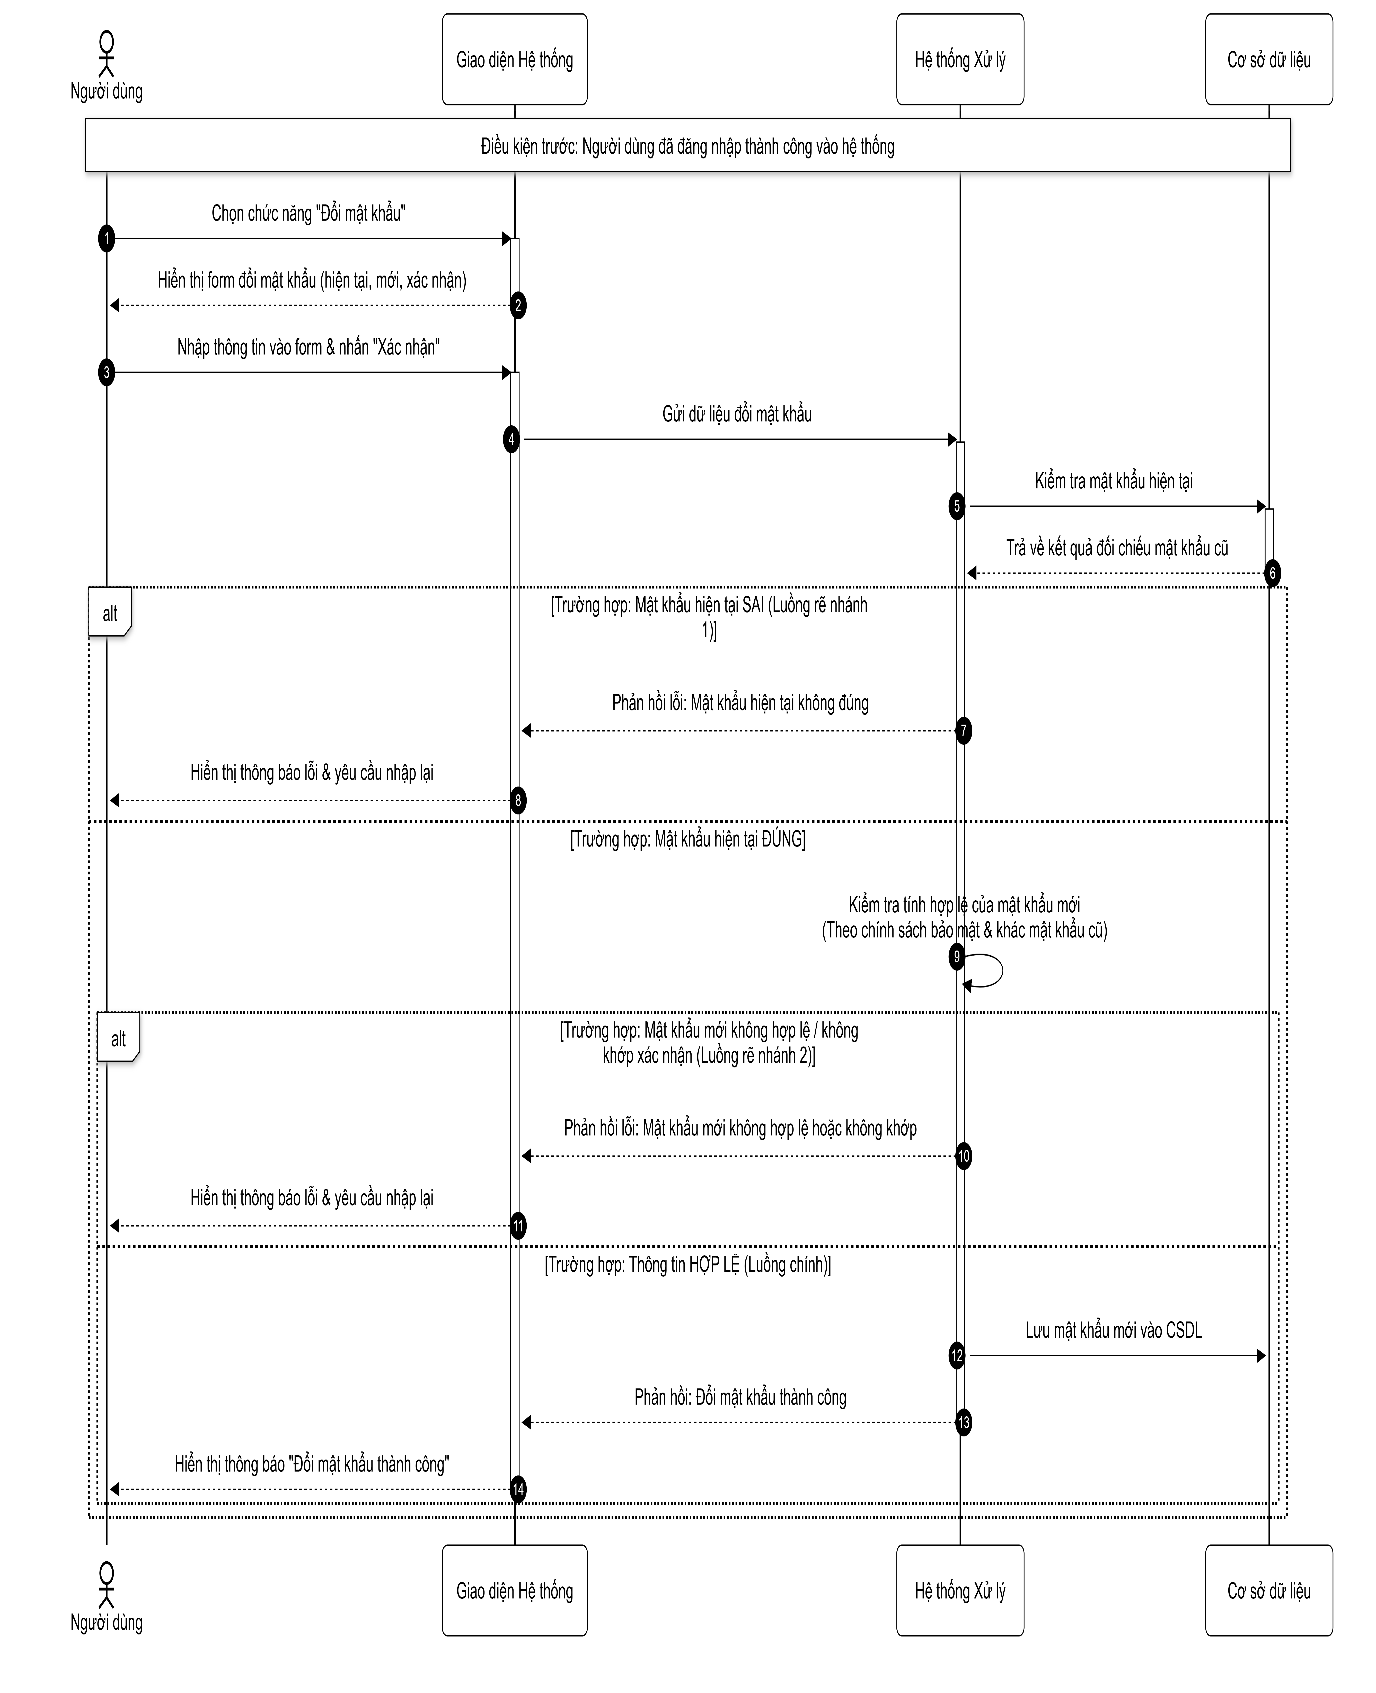 Người dùng
Giao diện Hệ thống
Hệ thống Xử lý
Cơ sở dữ liệu
Điều kiện trước: Người dùng đã đăng nhập thành công vào hệ thống
Chọn chức năng "Đổi mật khẩu"
1
Hiển thị form đổi mật khẩu (hiện tại, mới, xác nhận)
2
Nhập thông tin vào form & nhấn "Xác nhận"
3
Gửi dữ liệu đổi mật khẩu
4
Kiểm tra mật khẩu hiện tại
5
Trả về kết quả đối chiếu mật khẩu cũ
6
alt
[Trường hợp: Mật khẩu hiện tại SAI (Luồng rẽ nhánh
1)]
Phản hồi lỗi: Mật khẩu hiện tại không đúng
7
Hiển thị thông báo lỗi & yêu cầu nhập lại
8
[Trường hợp: Mật khẩu hiện tại ĐÚNG]
Kiểm tra tính hợp lệ của mật khẩu mới
(Theo chính sách bảo mật & khác mật khẩu cũ)
9
alt
[Trường hợp: Mật khẩu mới không hợp lệ / không
khớp xác nhận (Luồng rẽ nhánh 2)]
Phản hồi lỗi: Mật khẩu mới không hợp lệ hoặc không khớp
10
Hiển thị thông báo lỗi & yêu cầu nhập lại
11
[Trường hợp: Thông tin HỢP LỆ (Luồng chính)]
Lưu mật khẩu mới vào CSDL
12
Phản hồi: Đổi mật khẩu thành công
13
Hiển thị thông báo "Đổi mật khẩu thành công"
14
Người dùng
Giao diện Hệ thống
Hệ thống Xử lý
Cơ sở dữ liệu